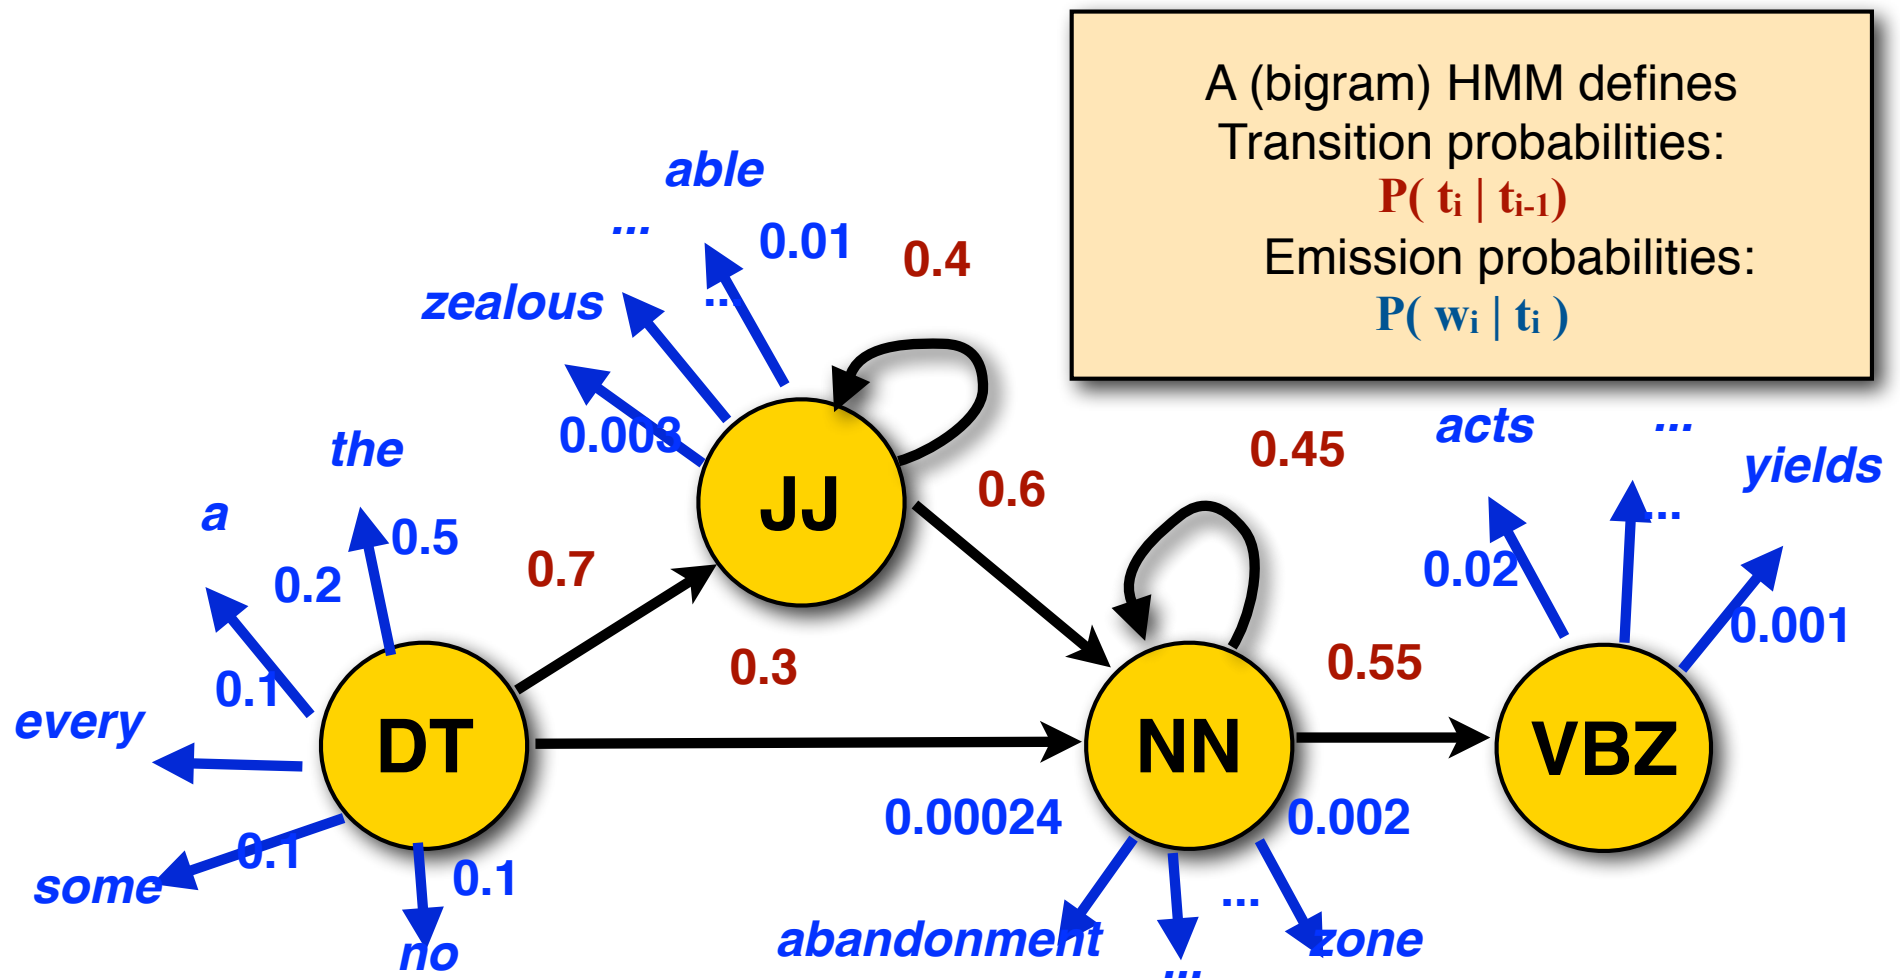 A (bigram) HMM defines
Transition probabilities:
P( tᵢ | tᵢ₋₁)
Emission probabilities:
P( wᵢ | tᵢ )
able
...
0.01
0.4
zealous
...
0.003
JJ
0.6
the
a
0.5
0.2
0.7
0.1
every
DT
0.3
some
0.1
0.1
no
0.45
acts
...
yields
...
0.02
0.001
0.55
NN
VBZ
0.00024
0.002
...
abandonment
zone
...